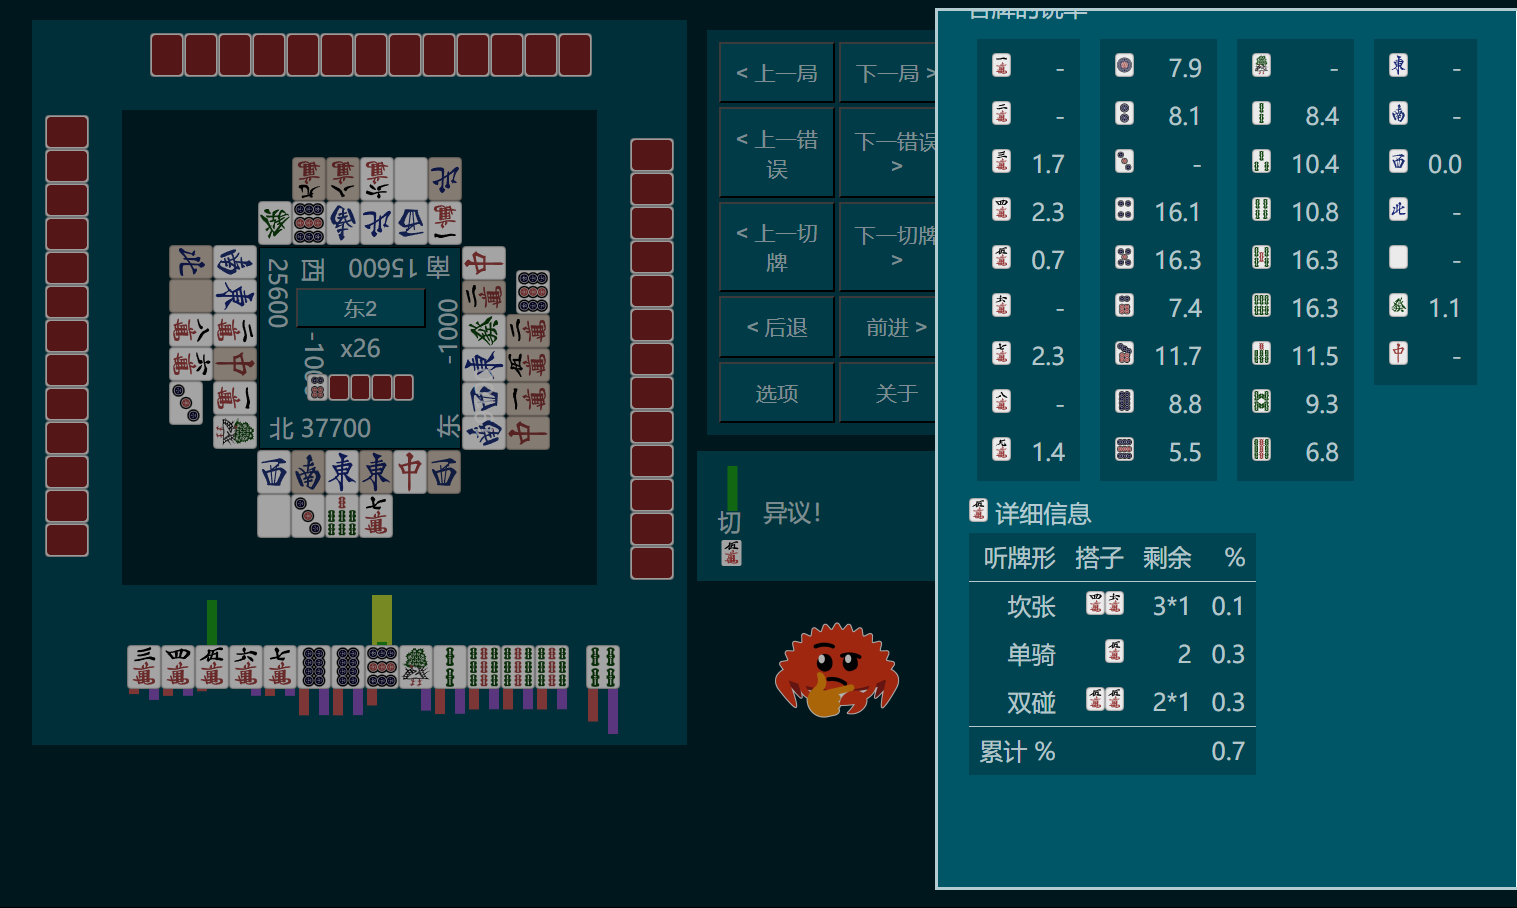 < 上一局
下一局 >
< 上一错误
下一错误 >
< 上一切牌
下一切牌 >
< 后退
前进 >
选项
关于
切
异议!
25600
西
15600
南
东2
x26
-1000
北 37700
东
- 7.9 - -
- 8.1 8.4 -
1.7 - 10.4 0.0
2.3 16.1 10.8 -
0.7 16.3 16.3 -
- 7.4 16.3 1.1
2.3 11.7 11.5 -
- 8.8 9.3
1.4 5.5 6.8
详细信息
听牌形 搭子 剩余 %
坎张 3*1 0.1
单骑 2 0.3
双碰 2*1 0.3
累计 % 0.7